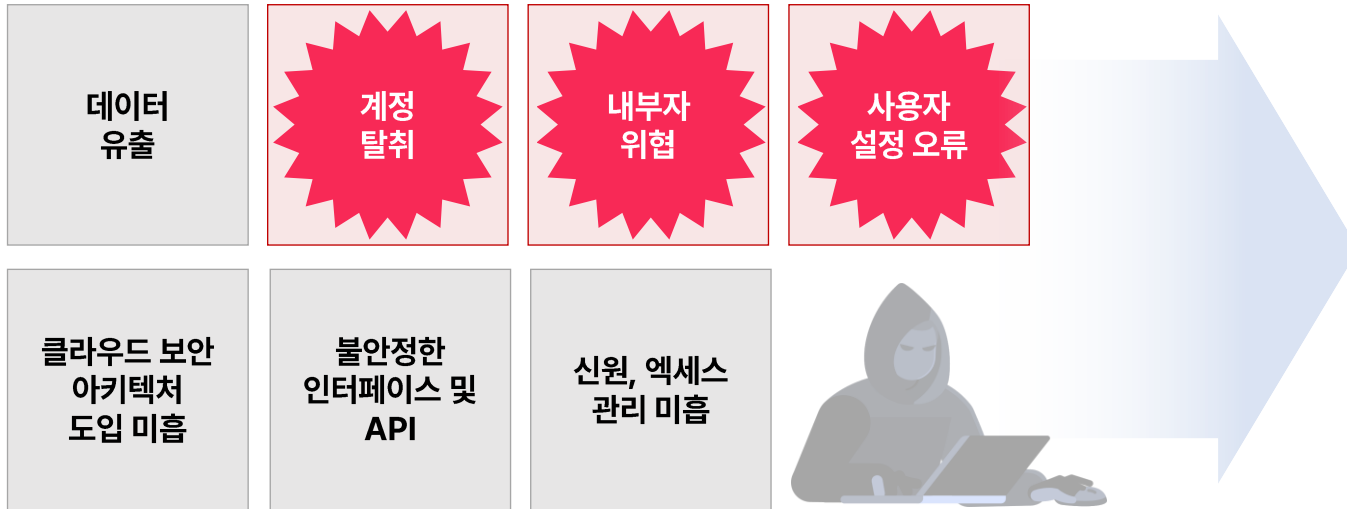 데이터
유출
계정
탈취
내부자
위협
사용자
설정 오류
클라우드 보안
아키텍처
도입 미흡
불안정한
인터페이스 및
API
신원, 엑세스
관리 미흡